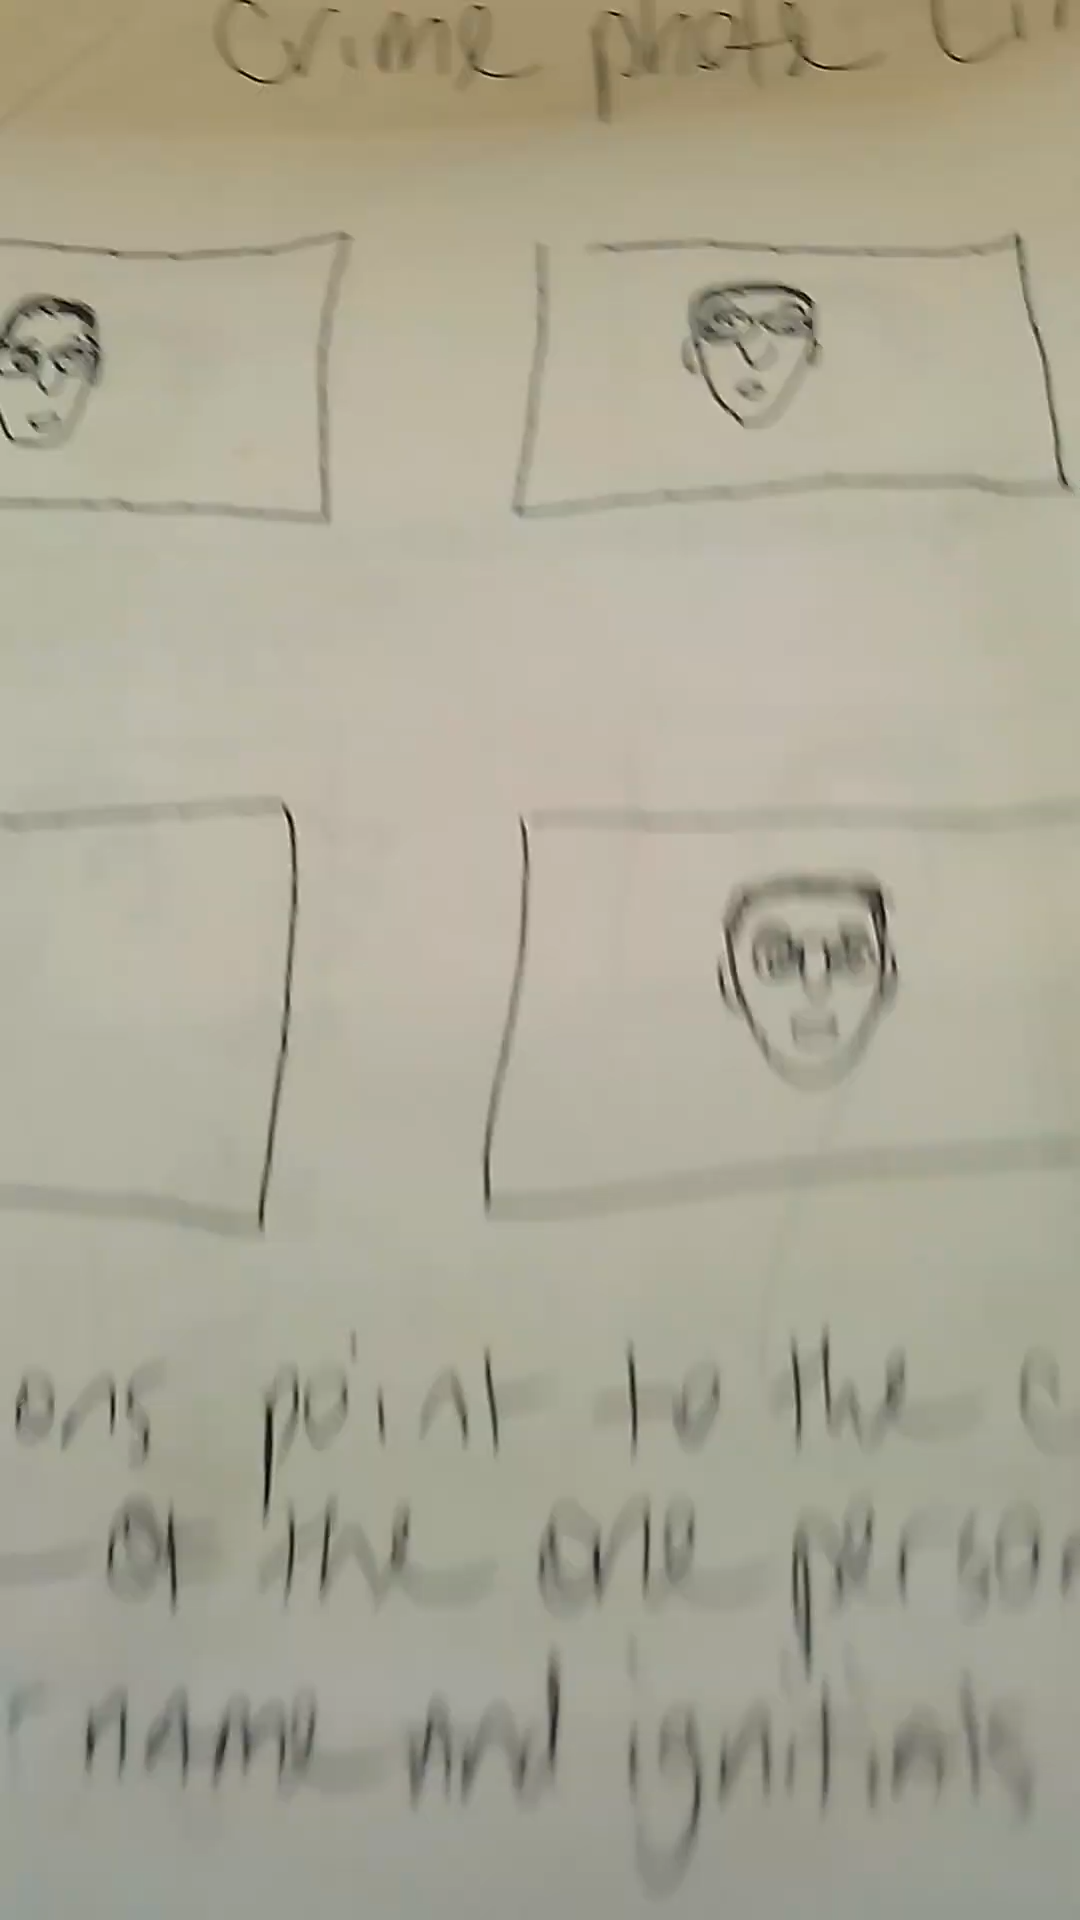 Crime photo
ons point to the
of the one person
name and ignitials